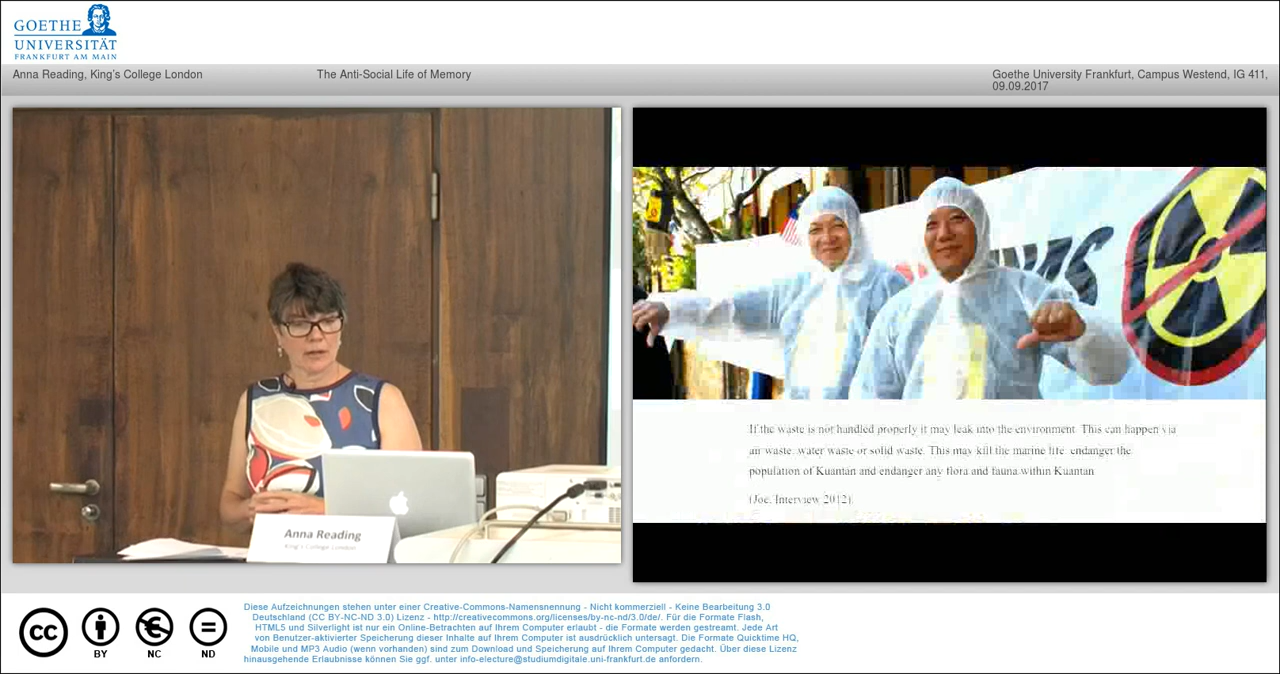 GOETHE
UNIVERSITÄT
FRANKFURT AM MAIN
Anna Reading, King's College London
The Anti-Social Life of Memory
Goethe University Frankfurt, Campus Westend, IG 411,
09.09.2017
Anna Reading
King's College London
If the waste is not handled properly it may leak into the environment. This can happen via
air waste, water waste or solid waste. This may kill the marine life, endanger the
population of Kuantan and endanger any flora and fauna within Kuantan
(Joe, Interview 2012).
cc
BY
NC
ND
Diese Aufzeichnungen stehen unter einer Creative-Commons-Namensnennung - Nicht kommerziell - Keine Bearbeitung 3.0
Deutschland (CC BY-NC-ND 3.0) Lizenz - http://creativecommons.org/licenses/by-nc-nd/3.0/de/. Für die Formate Flash,
HTML5 und Silverlight ist nur ein Online-Betrachten auf Ihrem Computer erlaubt - die Formate werden gestreamt. Jede Art
von Benutzer-aktivierter Speicherung dieser Inhalte auf Ihrem Computer ist ausdrücklich untersagt. Die Formate Quicktime HQ,
Mobile und MP3 Audio (wenn vorhanden) sind zum Download und Speicherung auf Ihrem Computer gedacht. Über diese Lizenz
hinausgehende Erlaubnisse können Sie ggf. unter info-electure@studiumdigitale.uni-frankfurt.de anfordern.